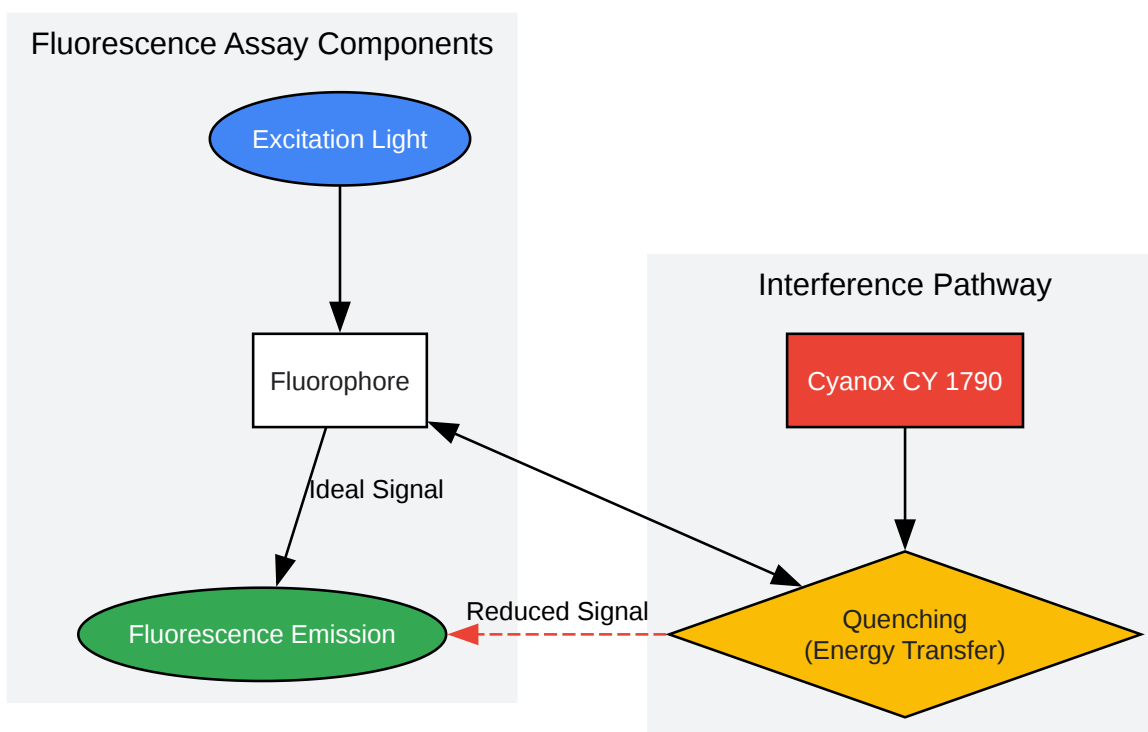 Fluorescence Assay Components
Excitation Light
Interference Pathway
Fluorophore
Cyanox CY 1790
Ideal Signal
Reduced Signal
Fluorescence Emission
Quenching
(Energy Transfer)